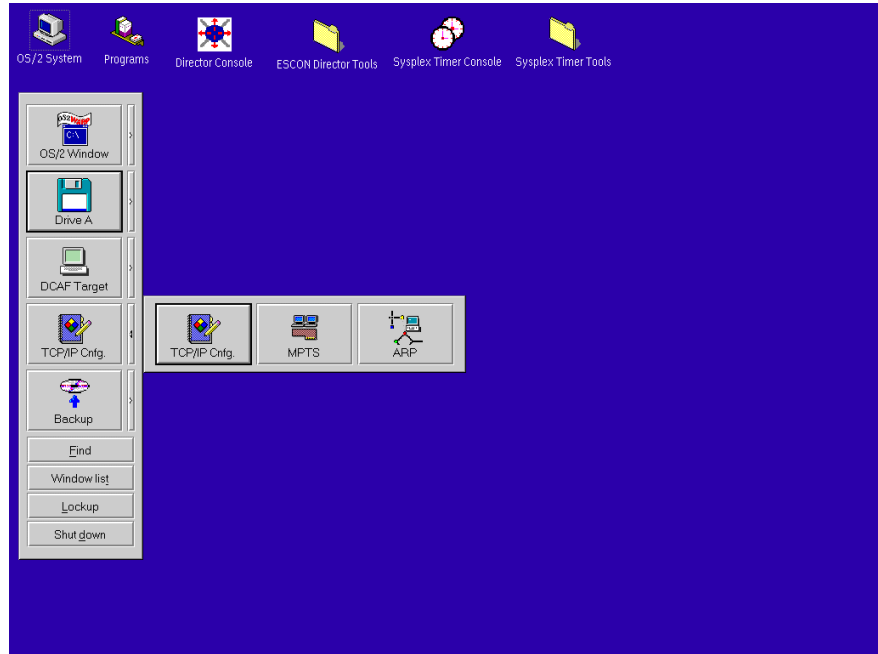 OS/2 System
Programs
Director Console
ESCON Director Tools
Sysplex Timer Console
Sysplex Timer Tools
OS/2 Window
Drive A
DCAF Target
TCP/IP Cnfg.
TCP/IP Cnfg.
MPTS
ARP
Backup
Find
Window list
Lockup
Shut down